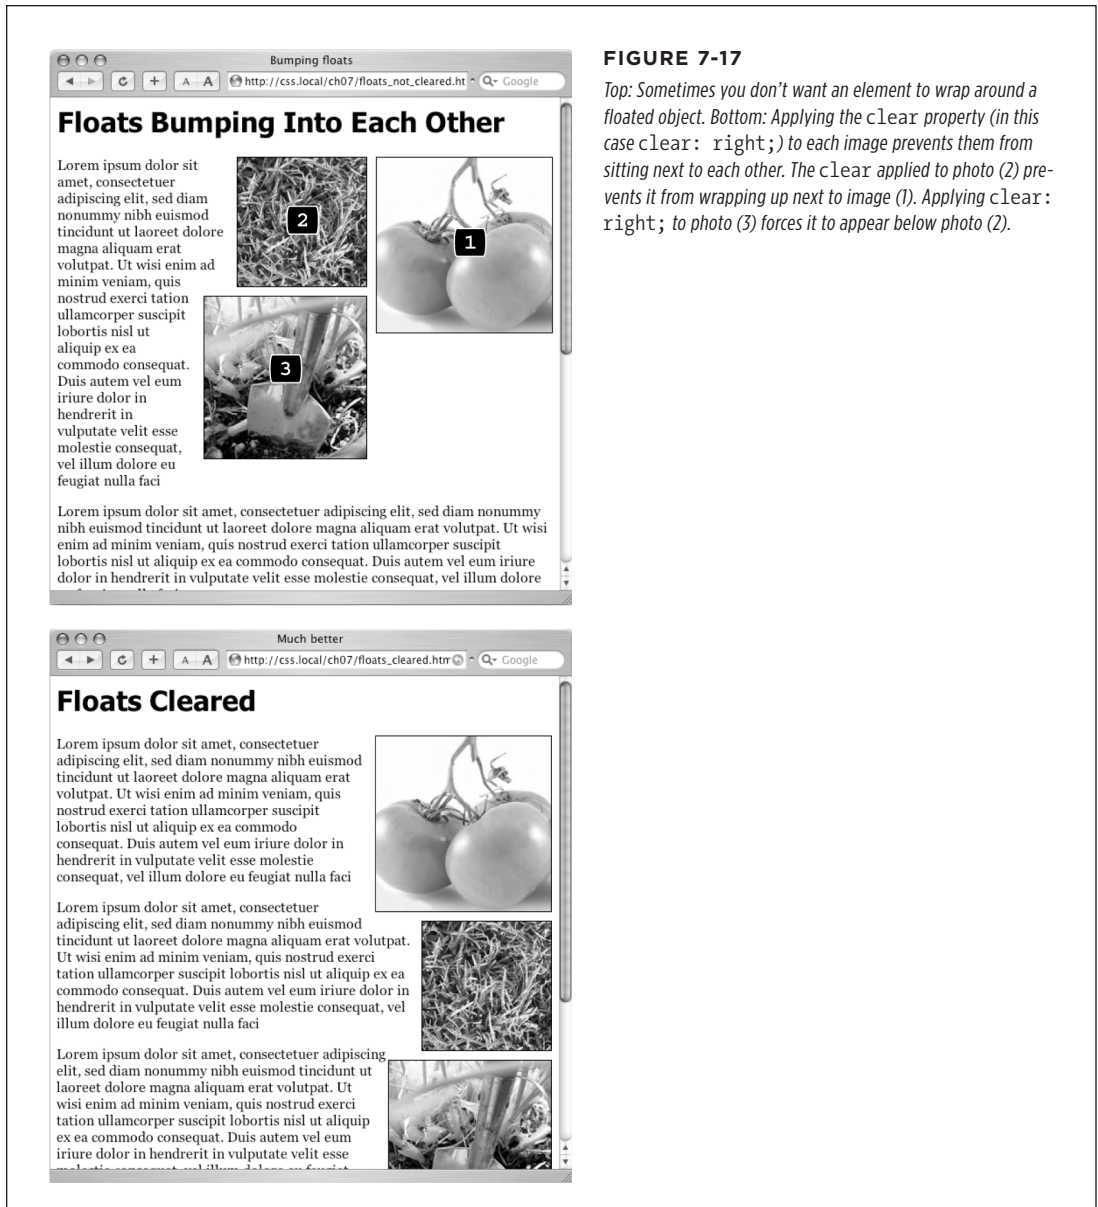 Bumping floats
A A http://css.local/ch07/floats_not_cleared.ht Google
Floats Bumping Into Each Other
Lorem ipsum dolor sit
amet, consectetuer
adipiscing elit, sed diam
nonummy nibh euismod
tincidunt ut laoreet dolore
magna aliquam erat
volutpat. Ut wisi enim ad
minim veniam, quis
nostrud exerci tation
ullamcorper suscipit
lobortis nisl ut
aliquip ex ea
commodo consequat.
Duis autem vel eum
iriure dolor in
hendrerit in
vulputate velit esse
molestie consequat,
vel illum dolore eu
feugiat nulla faci
2
1
3
Lorem ipsum dolor sit amet, consectetuer adipiscing elit, sed diam nonummy
nibh euismod tincidunt ut laoreet dolore magna aliquam erat volutpat. Ut wisi
enim ad minim veniam, quis nostrud exerci tation ullamcorper suscipit
lobortis nisl ut aliquip ex ea commodo consequat. Duis autem vel eum iriure
dolor in hendrerit in vulputate velit esse molestie consequat, vel illum dolore
FIGURE 7-17
Top: Sometimes you don't want an element to wrap around a
floated object. Bottom: Applying the clear property (in this
case clear: right;) to each image prevents them from
sitting next to each other. The clear applied to photo (2) pre-
vents it from wrapping up next to image (1). Applying clear:
right; to photo (3) forces it to appear below photo (2).
Much better
A A http://css.local/ch07/floats_cleared.htm Google
Floats Cleared
Lorem ipsum dolor sit amet, consectetuer
adipiscing elit, sed diam nonummy nibh euismod
tincidunt ut laoreet dolore magna aliquam erat
volutpat. Ut wisi enim ad minim veniam, quis
nostrud exerci tation ullamcorper suscipit
lobortis nisl ut aliquip ex ea commodo
consequat. Duis autem vel eum iriure dolor in
hendrerit in vulputate velit esse molestie
consequat, vel illum dolore eu feugiat nulla faci
Lorem ipsum dolor sit amet, consectetuer
adipiscing elit, sed diam nonummy nibh euismod
tincidunt ut laoreet dolore magna aliquam erat volutpat.
Ut wisi enim ad minim veniam, quis nostrud exerci
tation ullamcorper suscipit lobortis nisl ut aliquip ex ea
commodo consequat. Duis autem vel eum iriure dolor in
hendrerit in vulputate velit esse molestie consequat, vel
illum dolore eu feugiat nulla faci
Lorem ipsum dolor sit amet, consectetuer adipiscing
elit, sed diam nonummy nibh euismod tincidunt ut
laoreet dolore magna aliquam erat volutpat. Ut
wisi enim ad minim veniam, quis nostrud exerci
tation ullamcorper suscipit lobortis nisl ut aliquip
ex ea commodo consequat. Duis autem vel eum
iriure dolor in hendrerit in vulputate velit esse